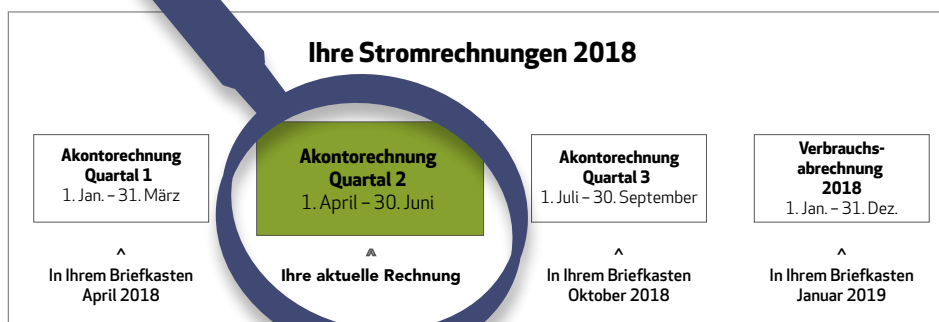 Ihre Stromrechnungen 2018
Akontorechnung
Quartal 1
1. Jan. – 31. März
^
In Ihrem Briefkasten
April 2018
Akontorechnung
Quartal 2
1. April – 30. Juni
^
Ihre aktuelle Rechnung
Akontorechnung
Quartal 3
1. Juli – 30. September
^
In Ihrem Briefkasten
Oktober 2018
Verbrauchs-
abrechnung
2018
1. Jan. – 31. Dez.
^
In Ihrem Briefkasten
Januar 2019